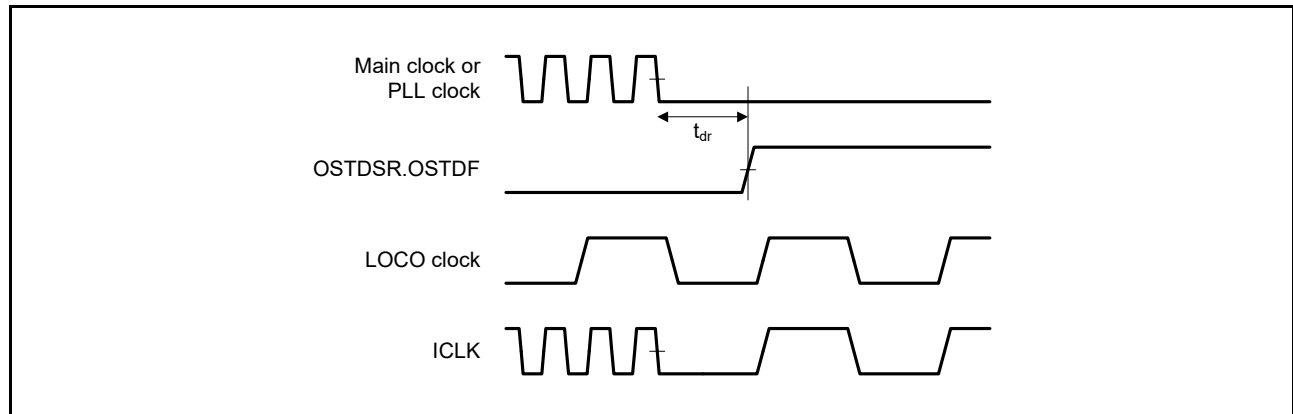 Main clock or
PLL clock
tdr
OSTDSR.OSTDF
LOCO clock
ICLK